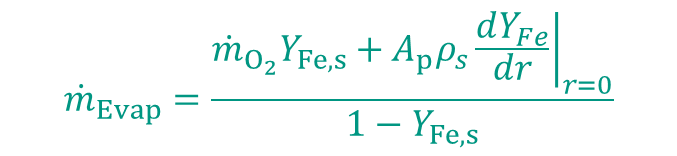 ṁ_Evap = (ṁ_O₂ Y_Fe,s + A_p ρ_s dY_Fe/dr |_r=0) / (1 − Y_Fe,s)